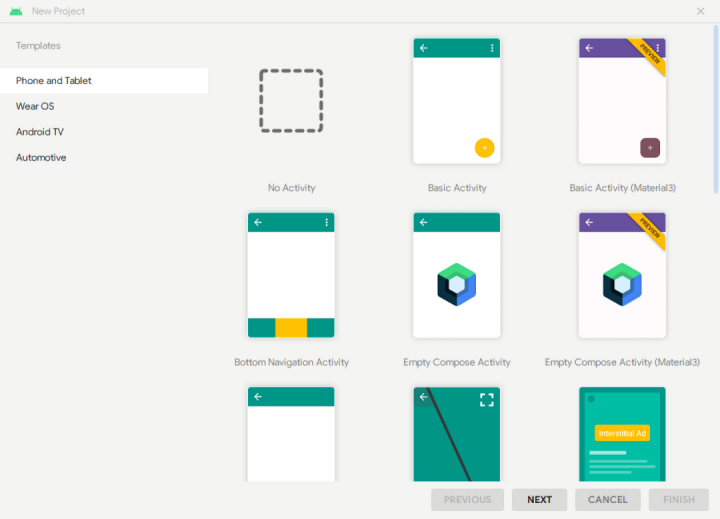 New Project
Templates
Phone and Tablet
Wear OS
Android TV
Automotive
No Activity
Basic Activity
PREVIEW
Basic Activity (Material3)
Bottom Navigation Activity
Empty Compose Activity
PREVIEW
Empty Compose Activity (Material3)
Interstitial Ad
PREVIOUS
NEXT
CANCEL
FINISH